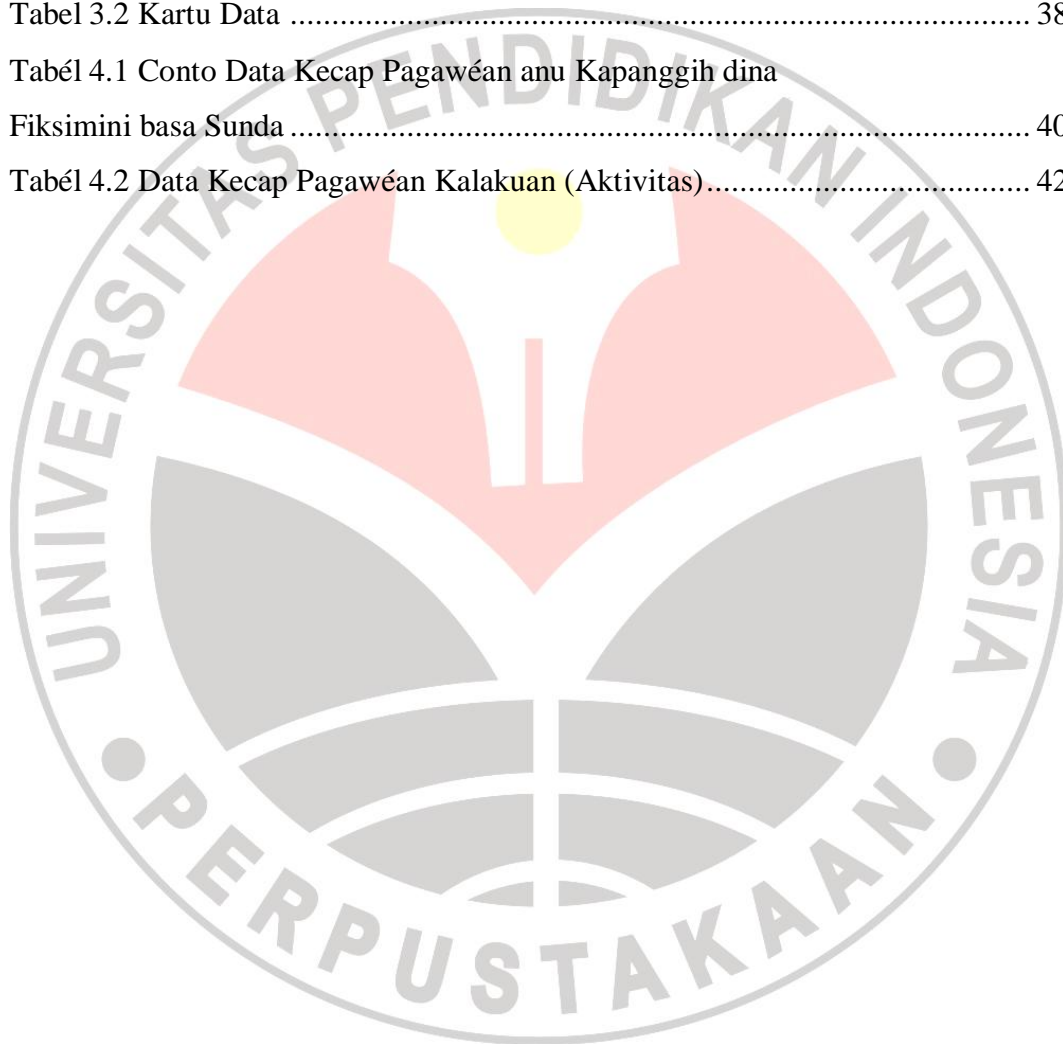 Tabel 3.2 Kartu Data ............................................................................................. 38
Tabél 4.1 Conto Data Kecap Pagawéan anu Kapanggih dina
Fiksimini basa Sunda ............................................................................................. 40
Tabél 4.2 Data Kecap Pagawéan Kalakuan (Aktivitas) ......................................... 42
UNIVERSITAS PENDIDIKAN INDONESIA
PERPUSTAKAAN